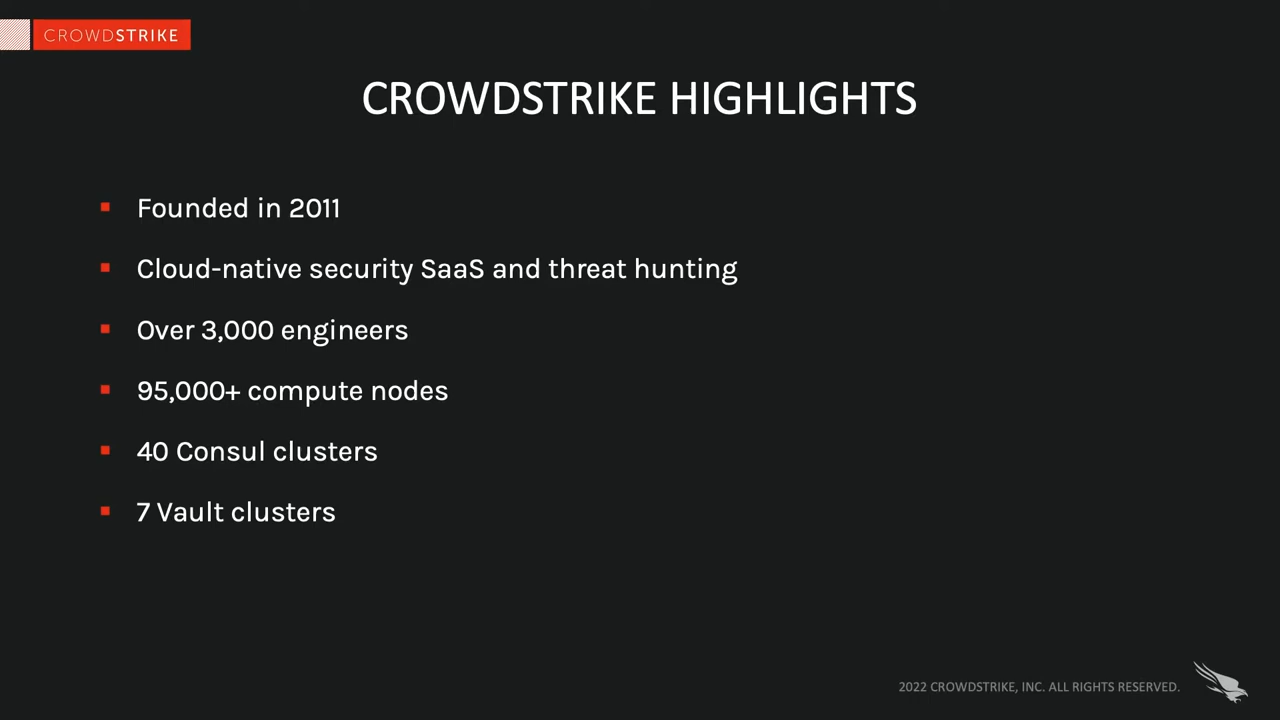 CROWDSTRIKE
CROWDSTRIKE HIGHLIGHTS
Founded in 2011
Cloud-native security SaaS and threat hunting
Over 3,000 engineers
95,000+ compute nodes
40 Consul clusters
7 Vault clusters
2022 CROWDSTRIKE, INC. ALL RIGHTS RESERVED.